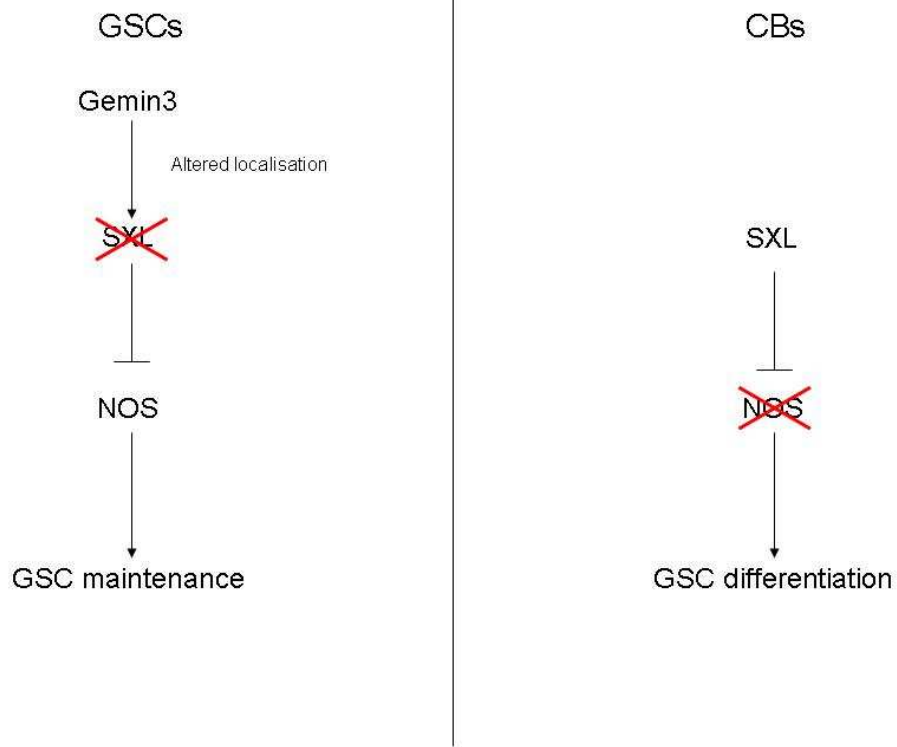 GSCs
Gemin3
Altered localisation
SXL
NOS
GSC maintenance
CBs
SXL
NOS
GSC differentiation